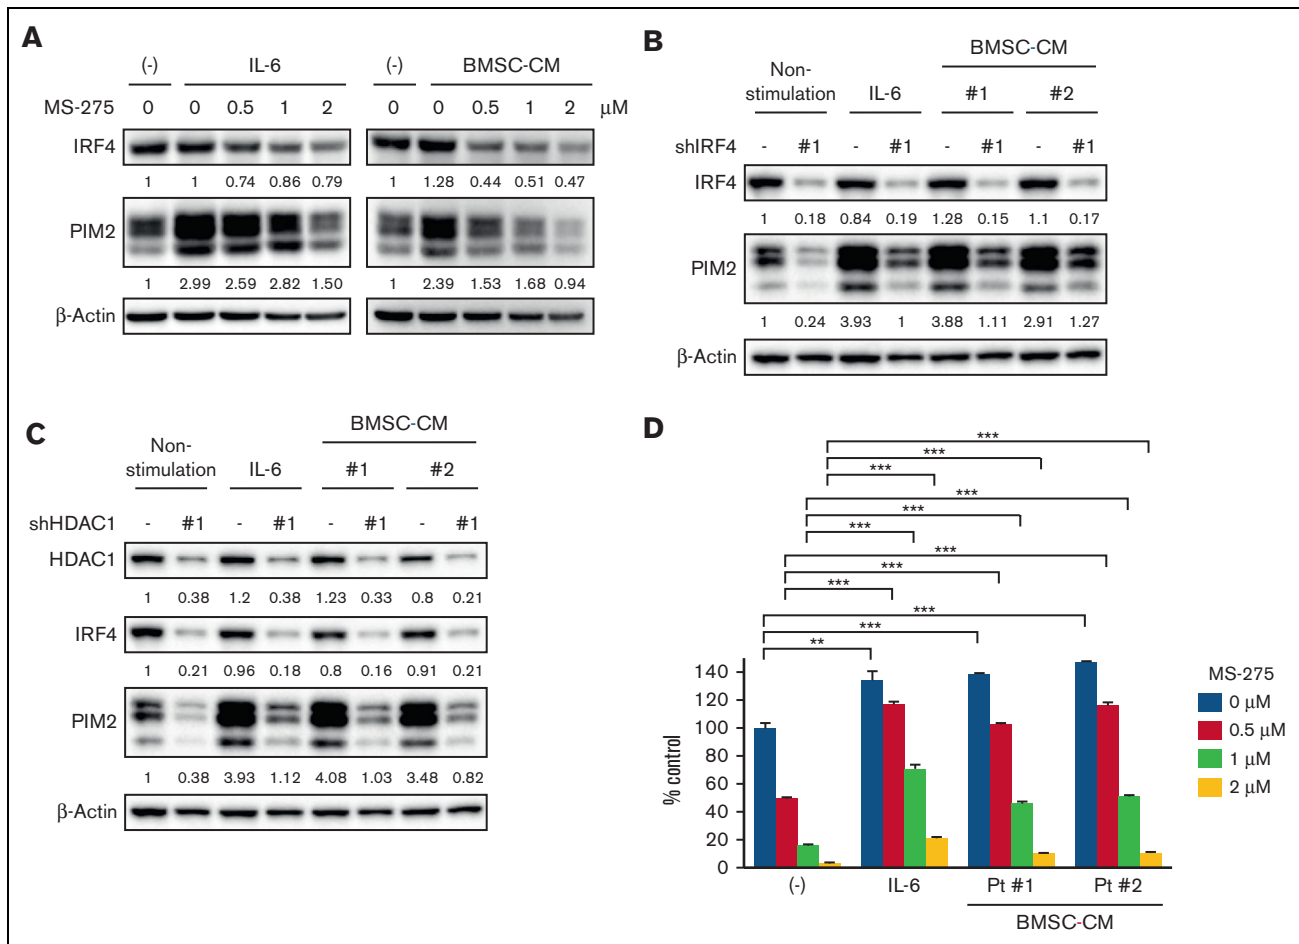 A
(-) IL-6 (-) BMSC-CM
MS-275 0 0 0.5 1 2 0 0 0.5 1 2 µM
IRF4
1 1 0.74 0.86 0.79 1 1.28 0.44 0.51 0.47
PIM2
1 2.99 2.59 2.82 1.50 1 2.39 1.53 1.68 0.94
β-Actin
B
BMSC-CM
Non-
stimulation IL-6 #1 #2
shIRF4 - #1 - #1 - #1 - #1
IRF4
1 0.18 0.84 0.19 1.28 0.15 1.1 0.17
PIM2
1 0.24 3.93 1 3.88 1.11 2.91 1.27
β-Actin
C
BMSC-CM
Non-
stimulation IL-6 #1 #2
shHDAC1 - #1 - #1 - #1 - #1
HDAC1
1 0.38 1.2 0.38 1.23 0.33 0.8 0.21
IRF4
1 0.21 0.96 0.18 0.8 0.16 0.91 0.21
PIM2
1 0.38 3.93 1.12 4.08 1.03 3.48 0.82
β-Actin
D
***
***
***
***
***
***
***
***
***
***
***
**
140
120
100
80
60
40
20
0
% control
(-) IL-6 Pt #1 Pt #2
BMSC-CM
MS-275
0 µM
0.5 µM
1 µM
2 µM